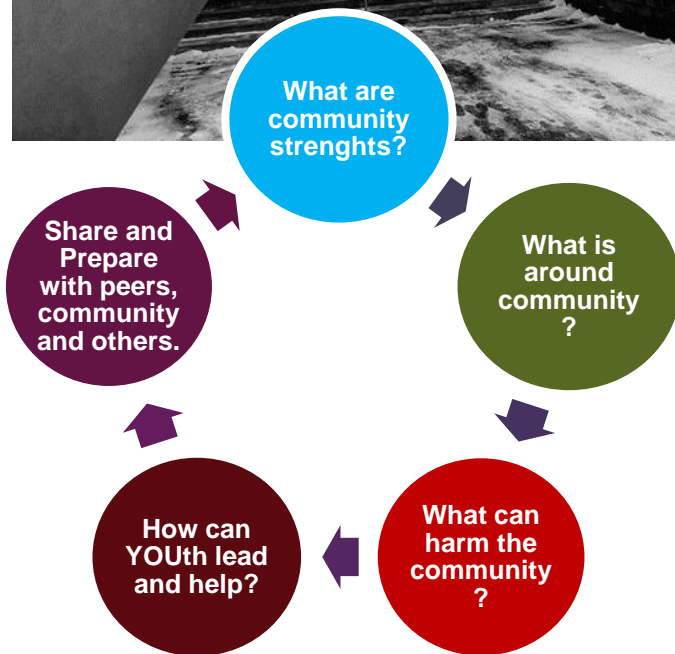 What are
community
strenghts?
What is
around
community
?
What can
harm the
community
?
How can
YOUth lead
and help?
Share and
Prepare
with peers,
community
and others.